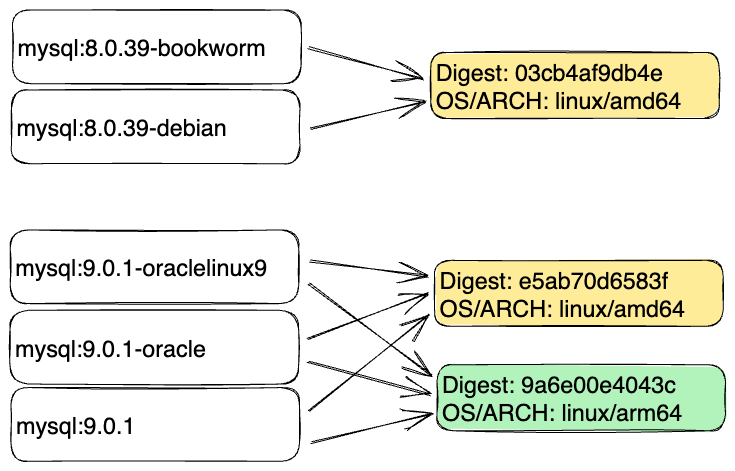 mysql:8.0.39-bookworm
Digest: 03cb4af9db4e
OS/ARCH: linux/amd64
mysql:8.0.39-debian
mysql:9.0.1-oraclelinux9
Digest: e5ab70d6583f
OS/ARCH: linux/amd64
mysql:9.0.1-oracle
Digest: 9a6e00e4043c
OS/ARCH: linux/arm64
mysql:9.0.1